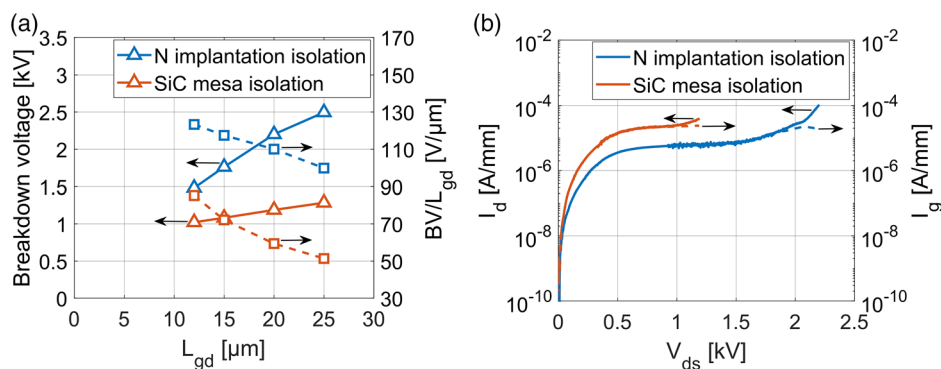 (a)
Breakdown voltage [kV]
3.5
3
2.5
2
1.5
1
0.5
0
N implantation isolation
SiC mesa isolation
170
150
130
110
90
70
50
30
BV/L_gd [V/μm]
0 5 10 15 20 25 30
L_gd [μm]
(b)
I_d [A/mm]
10^-2
10^-4
10^-6
10^-8
10^-10
N implantation isolation
SiC mesa isolation
10^-2
10^-4
10^-6
10^-8
10^-10
I_g [A/mm]
0 0.5 1 1.5 2 2.5
V_ds [kV]